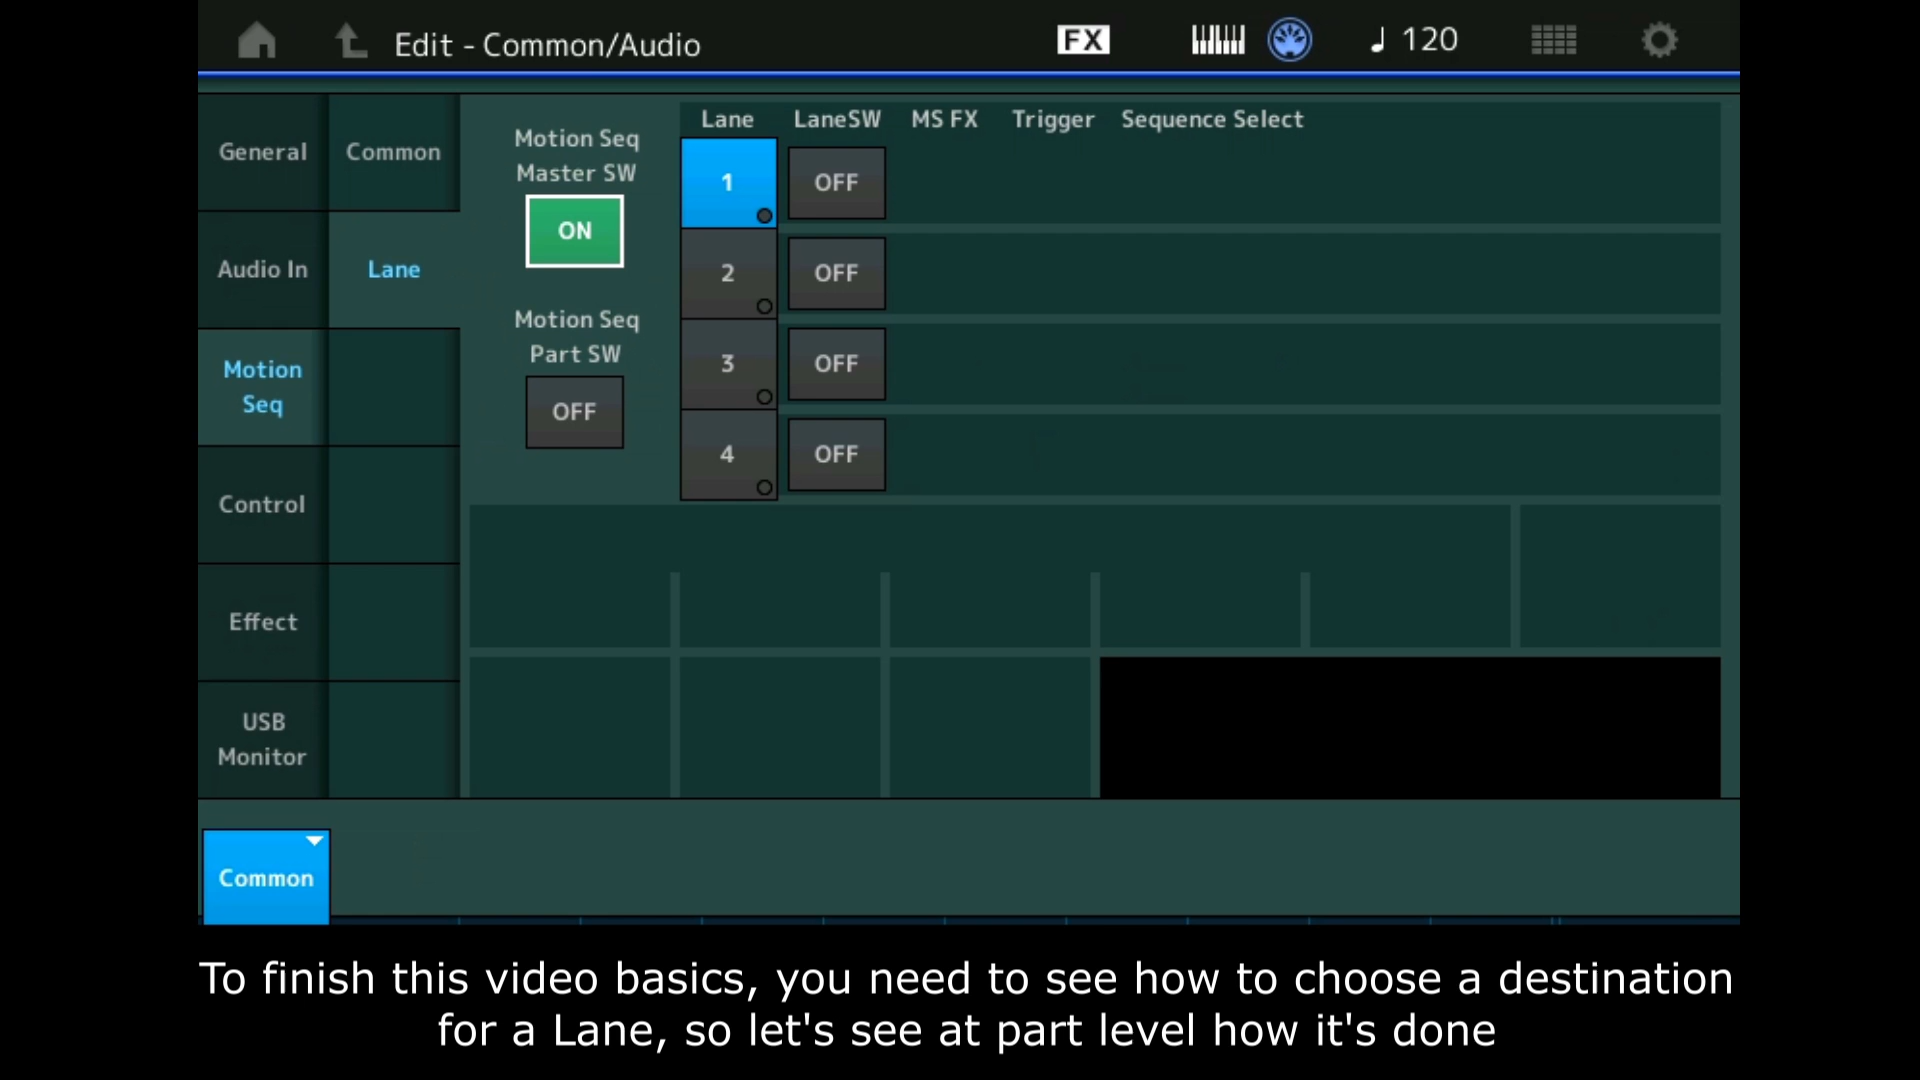 Edit - Common/Audio
FX
120
General
Common
Audio In
Lane
Motion
Seq
Control
Effect
USB
Monitor
Motion Seq
Master SW
ON
Motion Seq
Part SW
OFF
Lane LaneSW MS FX Trigger Sequence Select
1 OFF
2 OFF
3 OFF
4 OFF
Common
To finish this video basics, you need to see how to choose a destination
for a Lane, so let's see at part level how it's done